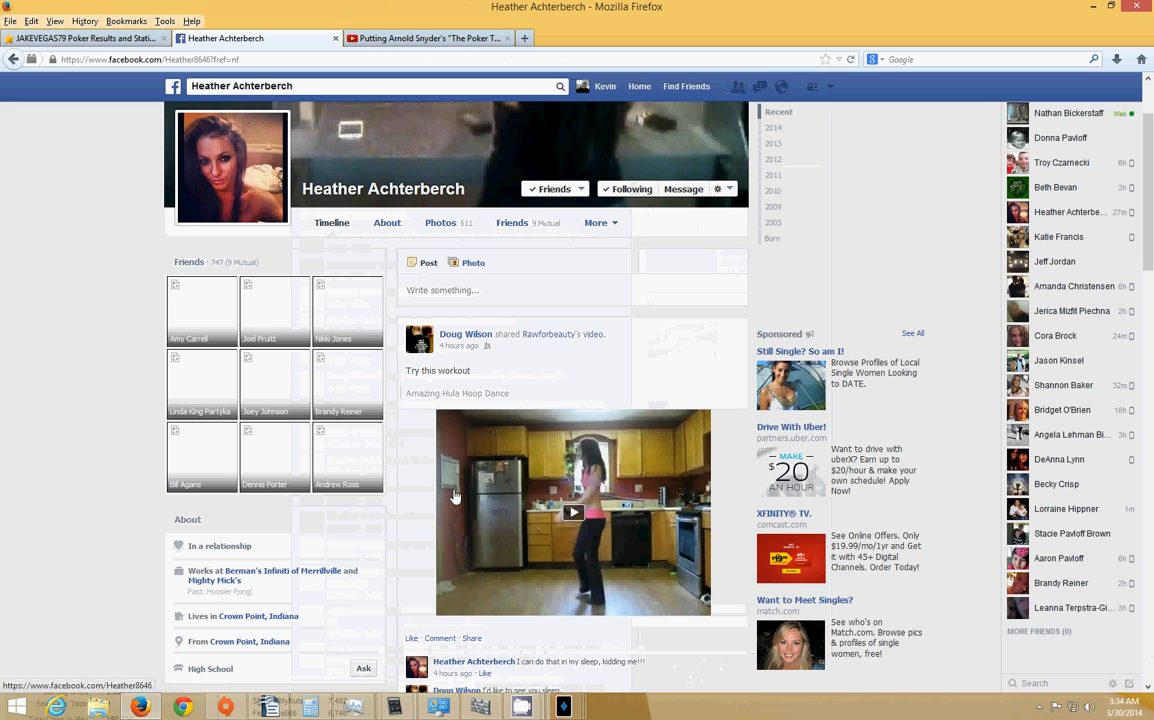 Heather Achterberch - Mozilla Firefox
File Edit View History Bookmarks Tools Help
JAKEVEGAS79 Poker Results and Stati...
Heather Achterberch
Putting Arnold Snyder's "The Poker T...
https://www.facebook.com/Heather8646?fref=nf
Google
Heather Achterberch
Kevin Home Find Friends
Heather Achterberch
Friends Following Message
Timeline About Photos 511 Friends 9 Mutual More
Recent
2014
2013
2012
2011
2010
2009
2005
Born
Friends · 747 (9 Mutual)
Amy Carrell Joel Pruitt Nikki Jones
Linda King Partyka Joey Johnson Brandy Reiner
Bill Agans Dennis Porter Andrew Ross
About
In a relationship
Works at Berman's Infiniti of Merrillville and
Mighty Mick's
Past: Hoosier Pong
Lives in Crown Point, Indiana
From Crown Point, Indiana
High School Ask
Post Photo
Write something...
Doug Wilson shared Rawforbeauty's video.
4 hours ago
Try this workout
Amazing Hula Hoop Dance
Like · Comment · Share
Heather Achterberch I can do that in my sleep, kidding me!!!
4 hours ago · Like
Doug Wilson I'd like to see you sleep.
Sponsored See All
Still Single? So am I!
Browse Profiles of Local
Single Women Looking
to DATE.
Drive With Uber!
partners.uber.com
MAKE
$20
AN HOUR
Want to drive with
uberX? Earn up to
$20/hour & make your
own schedule! Apply
Now!
XFINITY® TV.
comcast.com
See Online Offers. Only
$19.99/mo/1yr and Get
it with 45+ Digital
Channels. Order Today!
Want to Meet Singles?
match.com
See who's on
Match.com. Browse pics
& profiles of single
women, free!
Nathan Bickerstaff Web
Donna Pavloff
Troy Czarnecki 6h
Beth Bevan 3h
Heather Achterbe... 27m
Katie Francis
Jeff Jordan
Amanda Christensen 6h
Jerica Mizfit Plechna 2h
Cora Brock 24m
Jason Kinsel
Shannon Baker 32m
Bridget O'Brien 18h
Angela Lehman Bi... 3h
DeAnna Lynn
Becky Crisp
Lorraine Hippner 1m
Stacie Pavloff Brown
Aaron Pavloff 6h
Brandy Reiner 2h
Leanna Terpstra-Gi... 3h
MORE FRIENDS (0)
Search
https://www.facebook.com/Heather8646
3:34 AM
3/30/2014